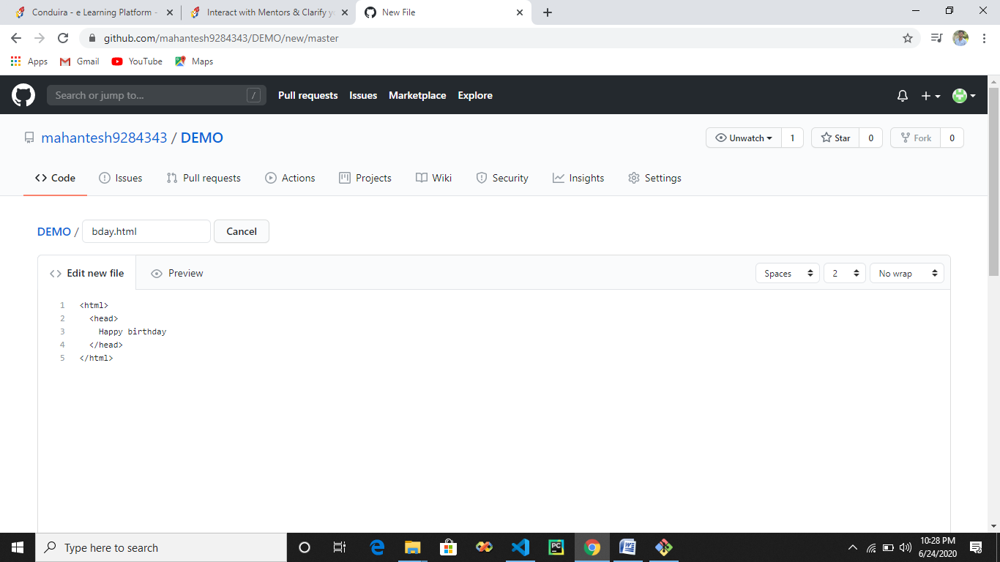 Conduira - e Learning Platform -
Interact with Mentors & Clarify yo
New File
github.com/mahantesh9284343/DEMO/new/master
Apps Gmail YouTube Maps
Search or jump to... /
Pull requests Issues Marketplace Explore
mahantesh9284343 / DEMO
Unwatch 1 Star 0 Fork 0
Code Issues Pull requests Actions Projects Wiki Security Insights Settings
DEMO / bday.html Cancel
<> Edit new file Preview Spaces 2 No wrap
1 <html>
2 <head>
3 Happy birthday
4 </head>
5 </html>
Type here to search
PC
10:28 PM
6/24/2020